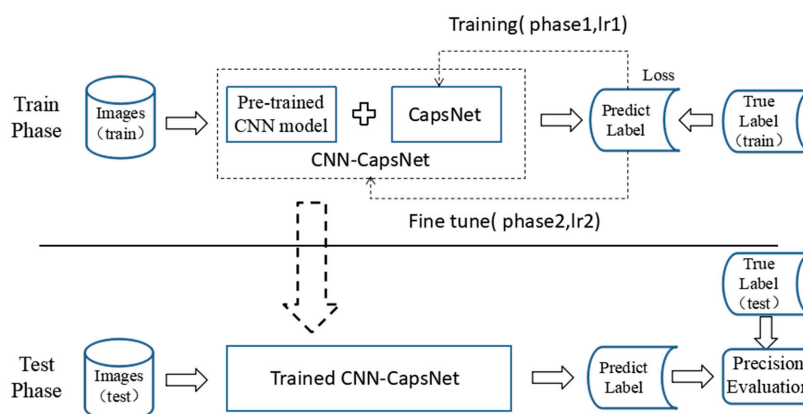 Training( phase1,lr1)
Train
Phase
Images
（train）
Pre-trained
CNN model
CapsNet
CNN-CapsNet
Predict
Label
Loss
True
Label
(train)
Fine tune( phase2,lr2)
True
Label
(test)
Test
Phase
Images
（test）
Trained CNN-CapsNet
Predict
Label
Precision
Evaluation